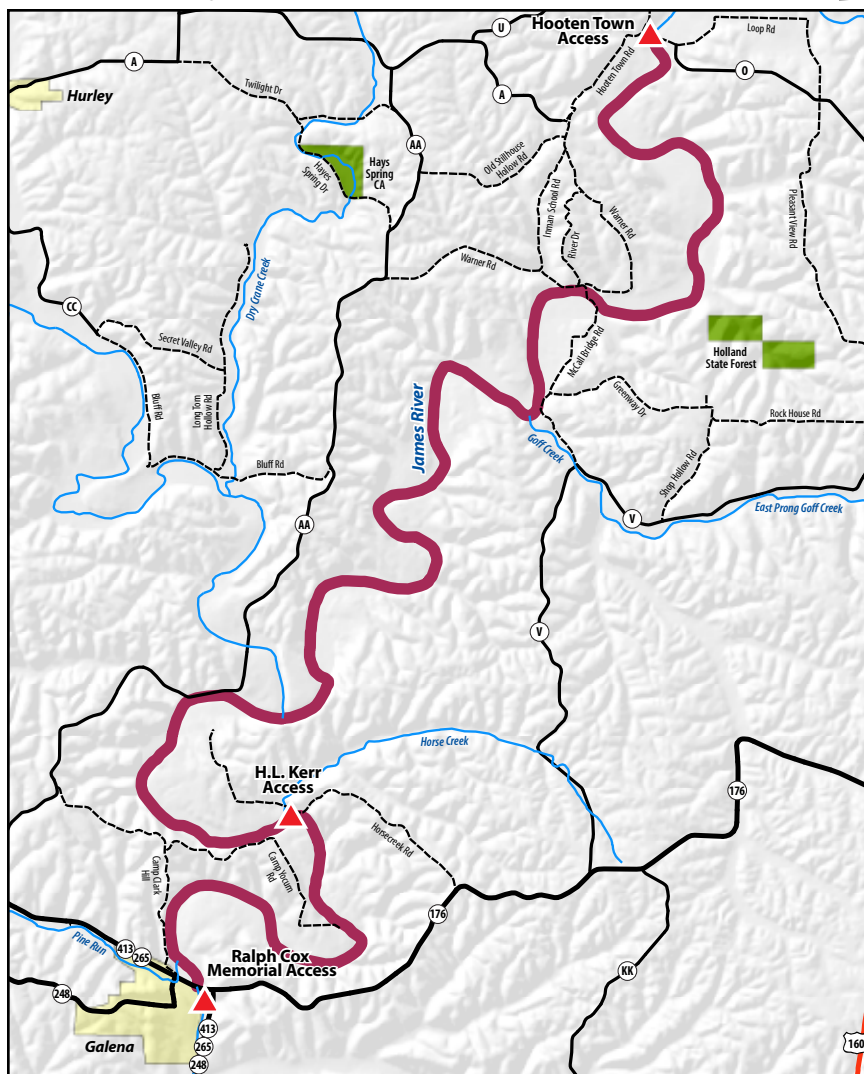 Hooten Town
Access
U
Loop Rd
A
O
Hurley
Twilight Dr
Hooten Town Rd
A
AA
Hays
Spring
CA
Hayes
Spring Dr
Old Stillhouse
Hollow Rd
Inman School Rd
Warner Rd
River Dr
Pleasant View Rd
Warner Rd
Dry Crane Creek
CC
Secret Valley Rd
McCall Bridge Rd
Holland
State Forest
Bluff Rd
Long Tom
Hollow Rd
James River
Greenway Dr
Rock House Rd
Goff Creek
Bluff Rd
Shop Hollow Rd
AA
V
East Prong Goff Creek
V
Horse Creek
H.L. Kerr
Access
176
Horsecreek Rd
Camp Clark
Hill
Camp Yocum
Rd
176
Pine Run
413
265
Ralph Cox
Memorial Access
KK
248
413
Galena
265
248
160